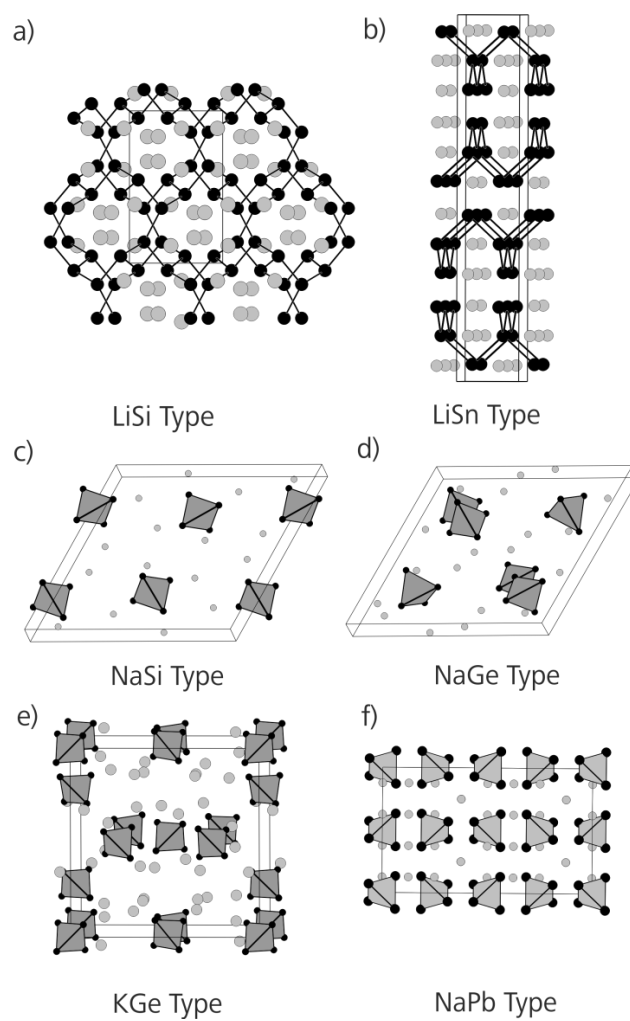 a)
b)
LiSi Type
LiSn Type
c)
d)
NaSi Type
NaGe Type
e)
f)
KGe Type
NaPb Type